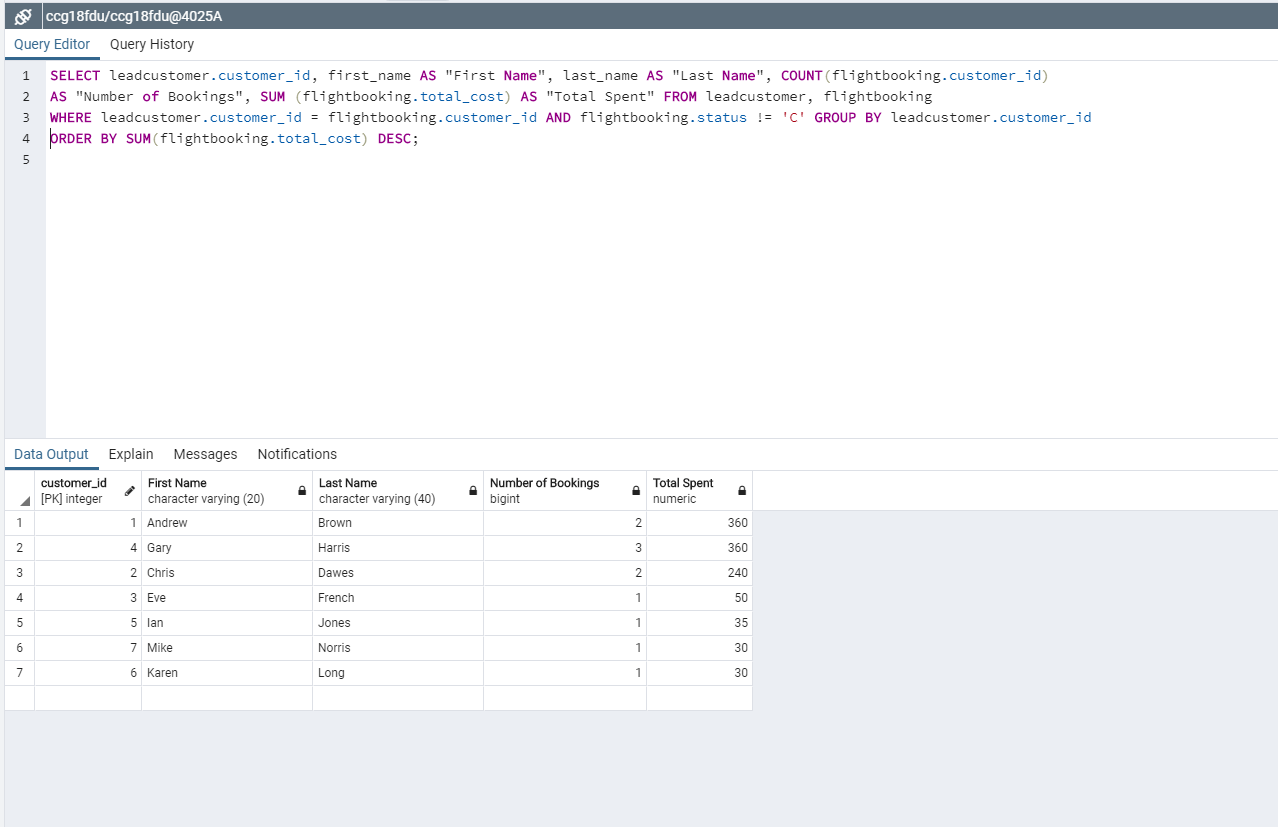 ccg18fdu/ccg18fdu@4025A
Query Editor Query History
1 SELECT leadcustomer.customer_id, first_name AS "First Name", last_name AS "Last Name", COUNT(flightbooking.customer_id)
2 AS "Number of Bookings", SUM (flightbooking.total_cost) AS "Total Spent" FROM leadcustomer, flightbooking
3 WHERE leadcustomer.customer_id = flightbooking.customer_id AND flightbooking.status != 'C' GROUP BY leadcustomer.customer_id
4 ORDER BY SUM(flightbooking.total_cost) DESC;
5
Data Output Explain Messages Notifications
customer_id First Name Last Name Number of Bookings Total Spent
[PK] integer character varying (20) character varying (40) bigint numeric
1 1 Andrew Brown 2 360
2 4 Gary Harris 3 360
3 2 Chris Dawes 2 240
4 3 Eve French 1 50
5 5 Ian Jones 1 35
6 7 Mike Norris 1 30
7 6 Karen Long 1 30